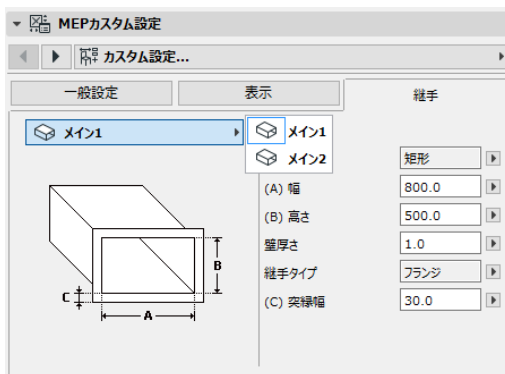 MEPカスタム設定
カスタム設定...
一般設定
表示
継手
メイン1
メイン1
メイン2
矩形
(A) 幅
800.0
(B) 高さ
500.0
壁厚さ
1.0
継手タイプ
フランジ
(C) 突縁幅
30.0
B
C
A